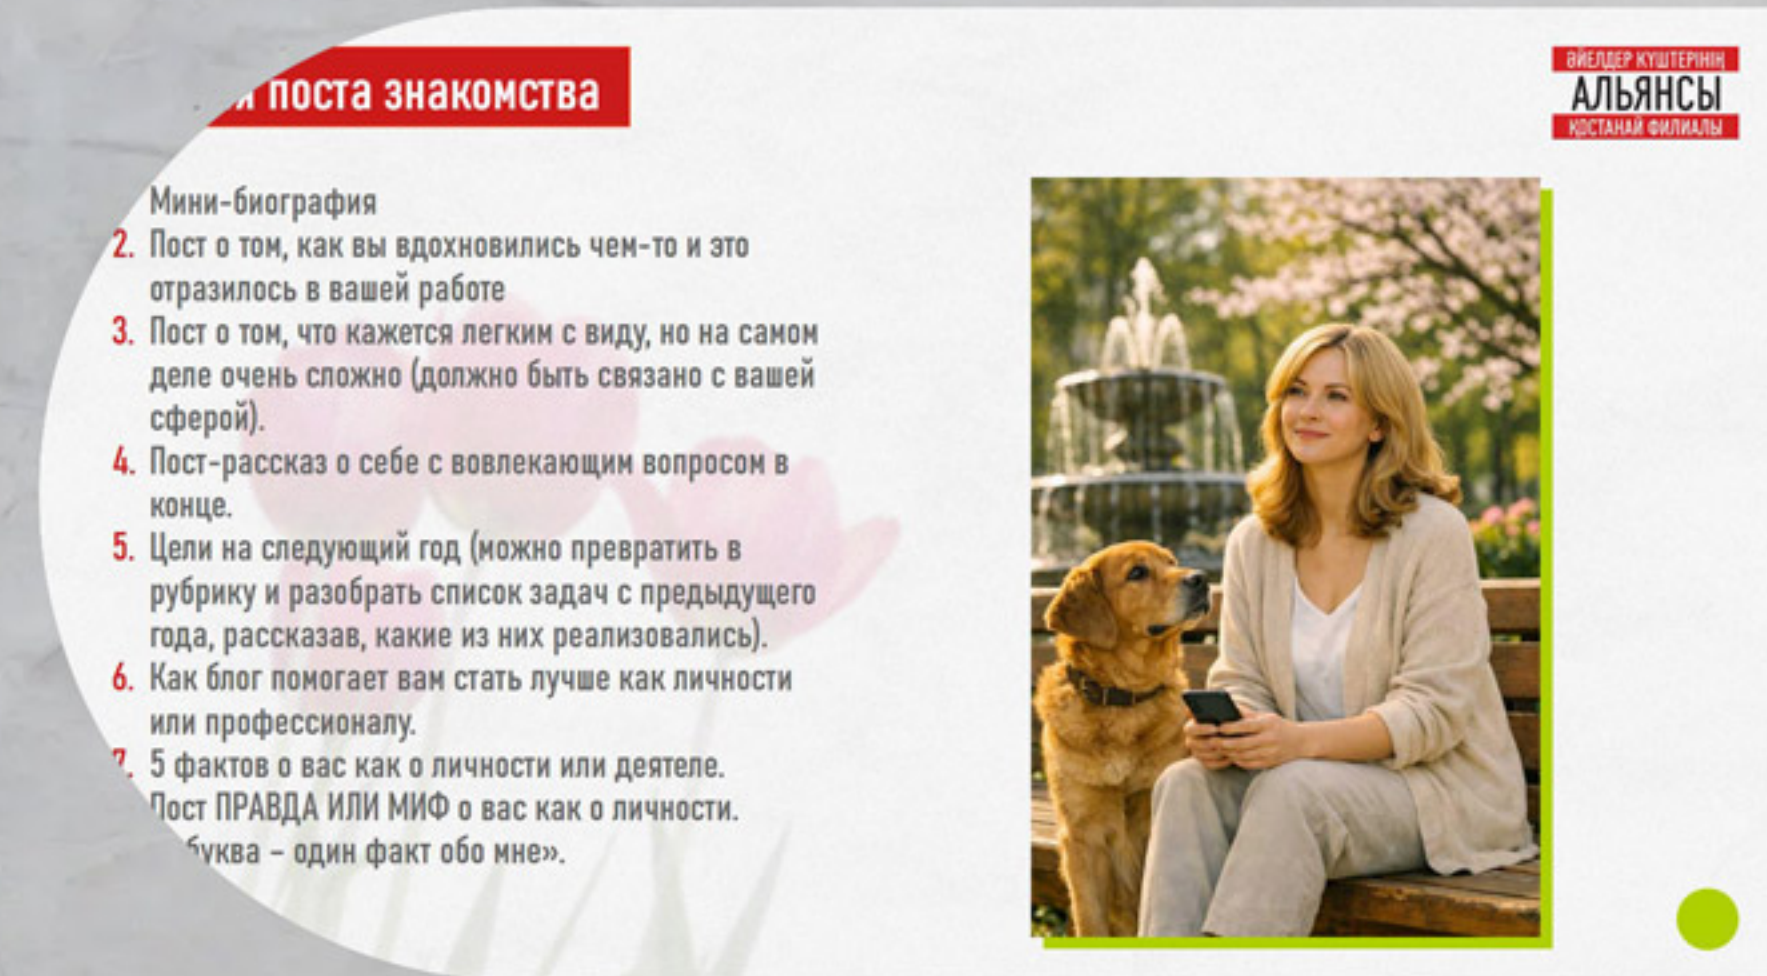 поста знакомства
ӘЙЕЛДЕР КҮШТЕРІНІҢ
АЛЬЯНСЫ
ҚОСТАНАЙ ФИЛИАЛЫ
Мини-биография
2. Пост о том, как вы вдохновились чем-то и это
отразилось в вашей работе
3. Пост о том, что кажется легким с виду, но на самом
деле очень сложно (должно быть связано с вашей
сферой).
4. Пост-рассказ о себе с вовлекающим вопросом в
конце.
5. Цели на следующий год (можно превратить в
рубрику и разобрать список задач с предыдущего
года, рассказав, какие из них реализовались).
6. Как блог помогает вам стать лучше как личности
или профессионалу.
7. 5 фактов о вас как о личности или деятеле.
Пост ПРАВДА ИЛИ МИФ о вас как о личности.
буква – один факт обо мне».